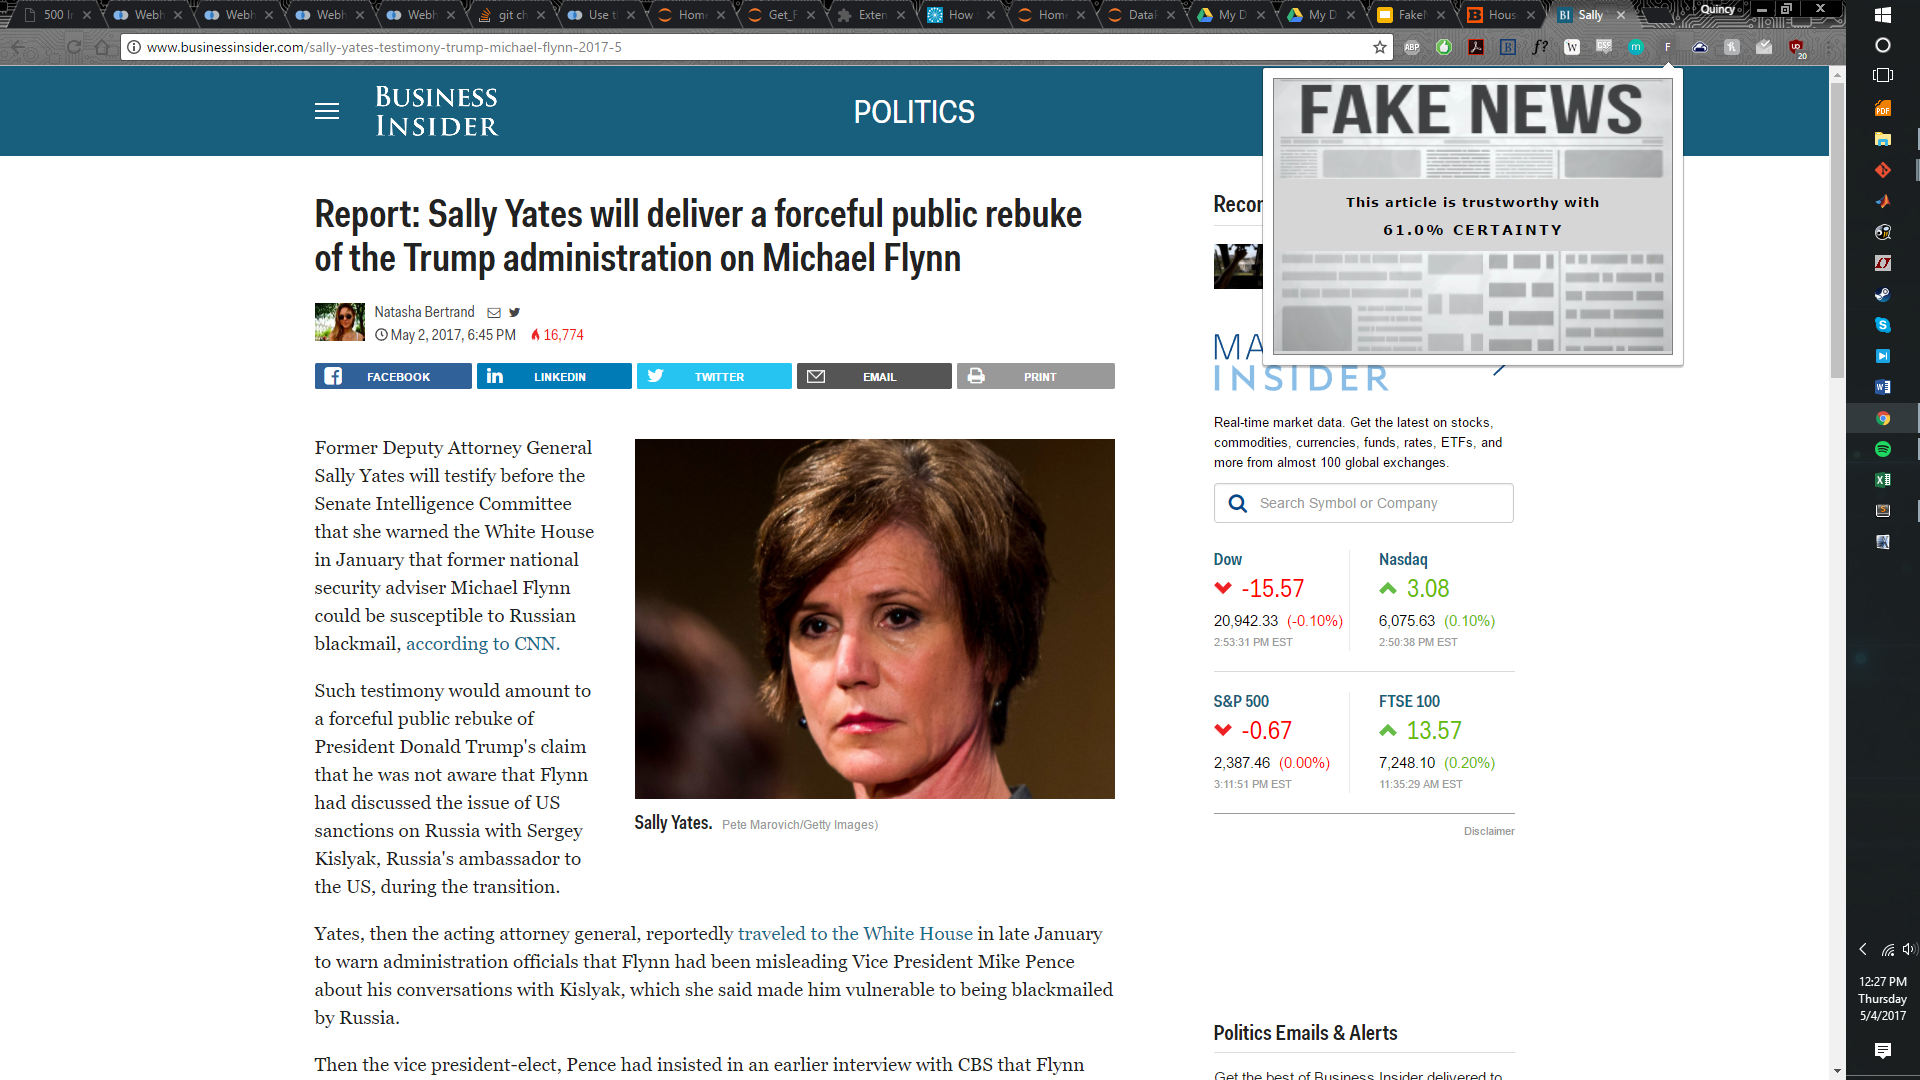 500 In
Webh
Webh
Webh
Webh
git ch
Use t
Home
Get_F
Exten
How
Home
DataF
My D
My D
FakeN
Hous
BI Sally
Quincy
www.businessinsider.com/sally-yates-testimony-trump-michael-flynn-2017-5
ABP
B
f?
W
CSF
m
F
20
BUSINESS
INSIDER
POLITICS
FAKE NEWS
This article is trustworthy with
61.0% CERTAINTY
Report: Sally Yates will deliver a forceful public rebuke
of the Trump administration on Michael Flynn
Natasha Bertrand
May 2, 2017, 6:45 PM 16,774
FACEBOOK
LINKEDIN
TWITTER
EMAIL
PRINT
Former Deputy Attorney General
Sally Yates will testify before the
Senate Intelligence Committee
that she warned the White House
in January that former national
security adviser Michael Flynn
could be susceptible to Russian
blackmail, according to CNN.
Such testimony would amount to
a forceful public rebuke of
President Donald Trump's claim
that he was not aware that Flynn
had discussed the issue of US
sanctions on Russia with Sergey
Kislyak, Russia's ambassador to
the US, during the transition.
Sally Yates. Pete Marovich/Getty Images)
Yates, then the acting attorney general, reportedly traveled to the White House in late January
to warn administration officials that Flynn had been misleading Vice President Mike Pence
about his conversations with Kislyak, which she said made him vulnerable to being blackmailed
by Russia.
Then the vice president-elect, Pence had insisted in an earlier interview with CBS that Flynn
Recor
MA
INSIDER
Real-time market data. Get the latest on stocks,
commodities, currencies, funds, rates, ETFs, and
more from almost 100 global exchanges.
Search Symbol or Company
Dow
-15.57
20,942.33 (-0.10%)
2:53:31 PM EST
Nasdaq
3.08
6,075.63 (0.10%)
2:50:38 PM EST
S&P 500
-0.67
2,387.46 (0.00%)
3:11:51 PM EST
FTSE 100
13.57
7,248.10 (0.20%)
11:35:29 AM EST
Disclaimer
Politics Emails & Alerts
Get the best of Business Insider delivered to
12:27 PM
Thursday
5/4/2017